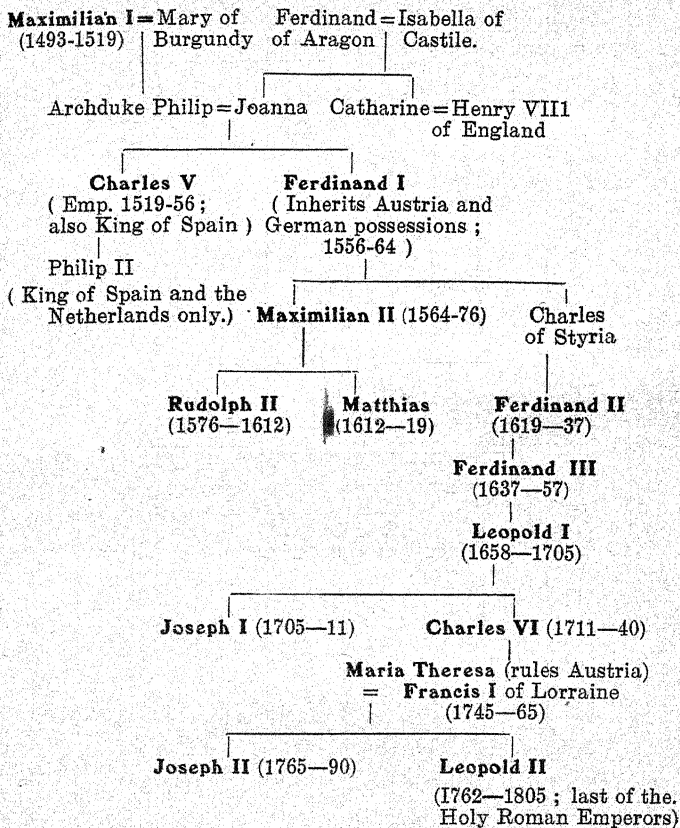 Maximilian I=Mary of Ferdinand=Isabella of
(1493-1519) Burgundy of Aragon Castile.
Archduke Philip=Joanna Catharine=Henry VIII
of England
Charles V Ferdinand I
( Emp. 1519-56 ; ( Inherits Austria and
also King of Spain ) German possessions ;
1556-64 )
Philip II
( King of Spain and the
Netherlands only.) Maximilian II (1564-76) Charles
of Styria
Rudolph II Matthias Ferdinand II
(1576—1612) (1612—19) (1619—37)
Ferdinand III
(1637—57)
Leopold I
(1658—1705)
Joseph I (1705—11) Charles VI (1711—40)
Maria Theresa (rules Austria)
= Francis I of Lorraine
(1745—65)
Joseph II (1765—90) Leopold II
(1762—1805 ; last of the.
Holy Roman Emperors)